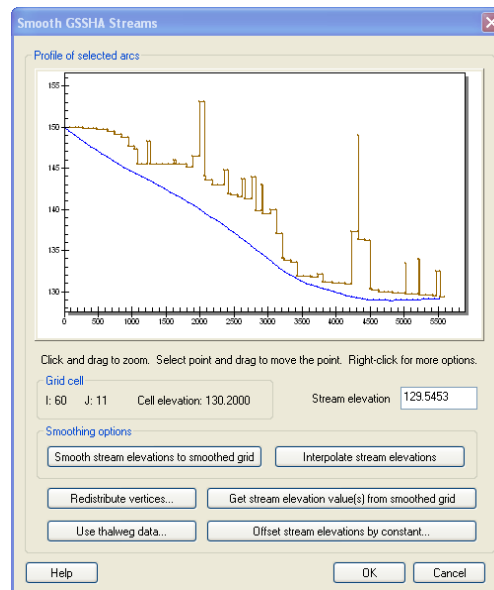 Smooth GSSHA Streams
Profile of selected arcs
155
150
145
140
135
130
0 500 1000 1500 2000 2500 3000 3500 4000 4500 5000 5500
Click and drag to zoom. Select point and drag to move the point. Right-click for more options.
Grid cell
I: 60 J: 11 Cell elevation: 130.2000
Stream elevation 129.5453
Smoothing options
Smooth stream elevations to smoothed grid Interpolate stream elevations
Redistribute vertices... Get stream elevation value(s) from smoothed grid
Use thalweg data... Offset stream elevations by constant...
Help OK Cancel